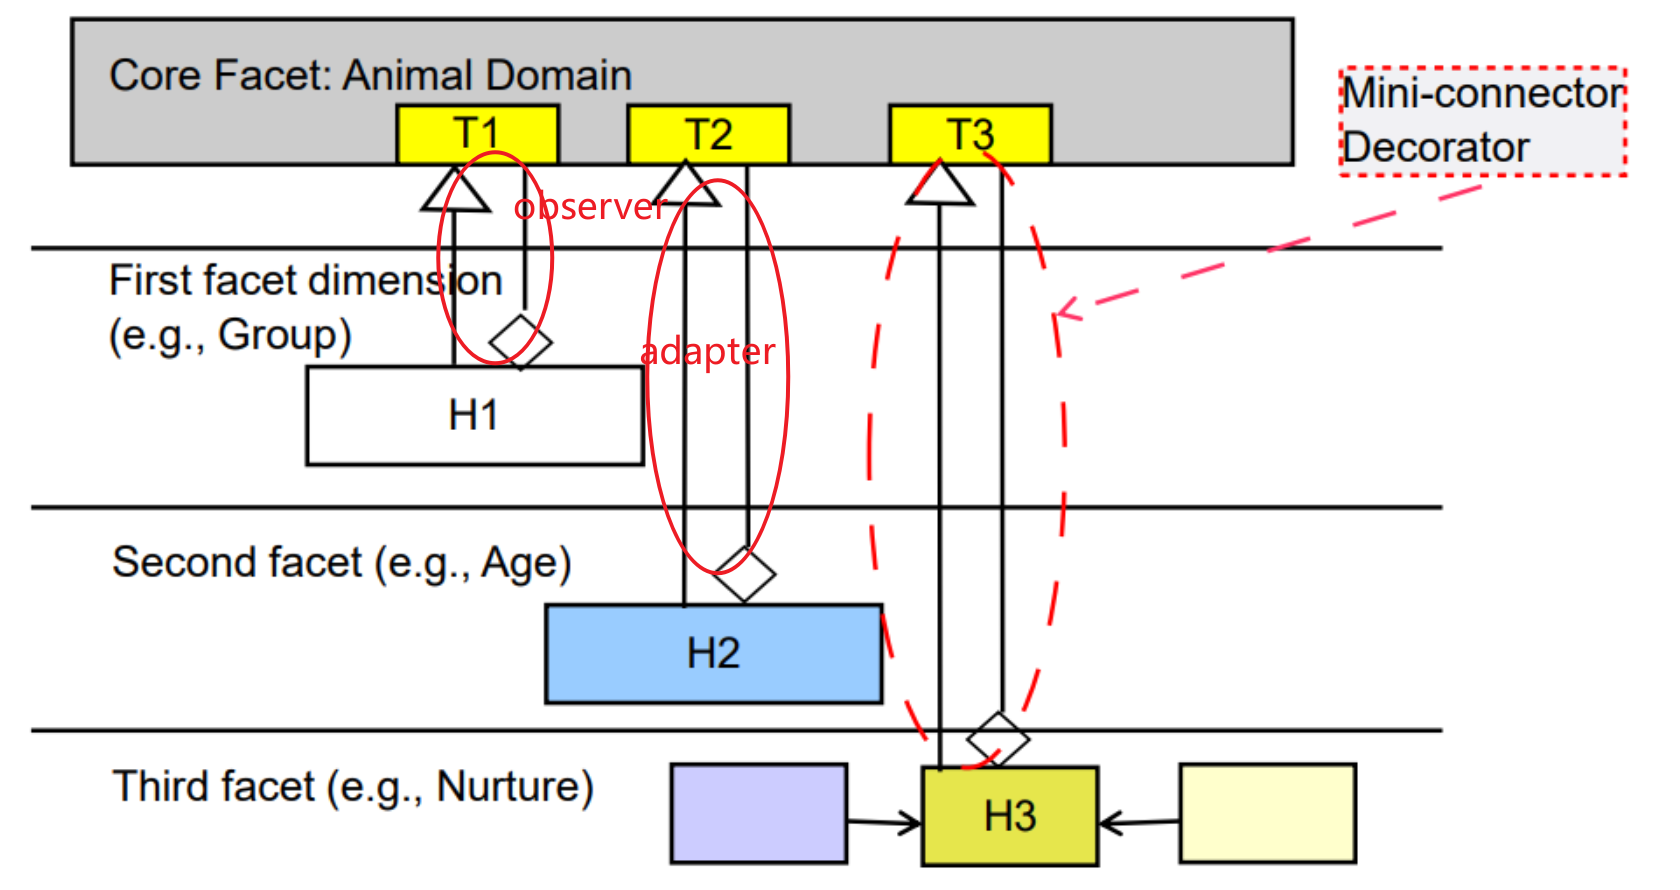 Core Facet: Animal Domain
T1
T2
T3
Mini-connector
Decorator
observer
First facet dimension
(e.g., Group)
adapter
H1
Second facet (e.g., Age)
H2
Third facet (e.g., Nurture)
H3